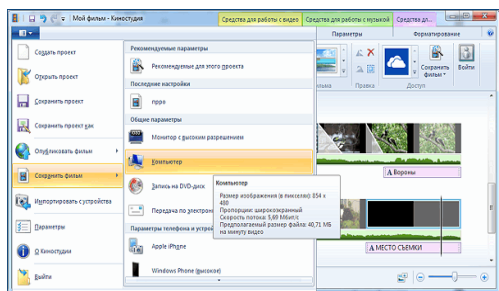 Мой фильм - Киностудия
Средства для работы с видео
Средства для работы с музыкой
Средства дл...
Параметры
Форматирование
Создать проект
Открыть проект
Сохранить проект
Сохранить проект как
Опубликовать фильм
Сохранить фильм
Импортировать с устройства
Параметры
О Киностудии
Выйти
Рекомендуемые параметры
Рекомендуемые для этого проекта
Последние настройки
прро
Общие параметры
Монитор с высоким разрешением
Компьютер
Запись на DVD-диск
Передача по электрон
Параметры телефона и устрой
Apple iPhone
Windows Phone (высокое)
Компьютер
Размер изображения (в пикселях): 854 x
480
Пропорции: широкоэкранный
Скорость потока: 5,69 Мбит/с
Предполагаемый размер файла: 40,71 МБ
на минуту видео
Сохранить
фильм
Войти
Правка
Доступ
A Вороны
A МЕСТО СЪЕМКИ